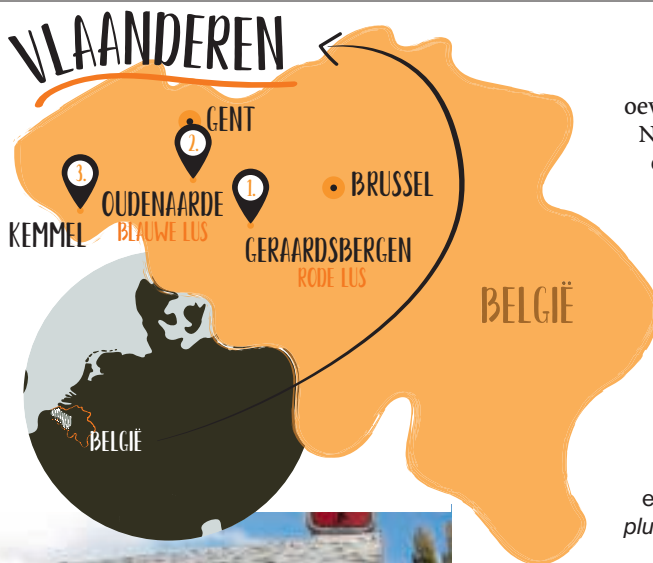 VLAANDEREN
GENT
2.
3.
1.
BRUSSEL
OUDENAARDE
BLAUWE LUS
KEMMEL
GERAARDSBERGEN
RODE LUS
BELGIË
BELGIË